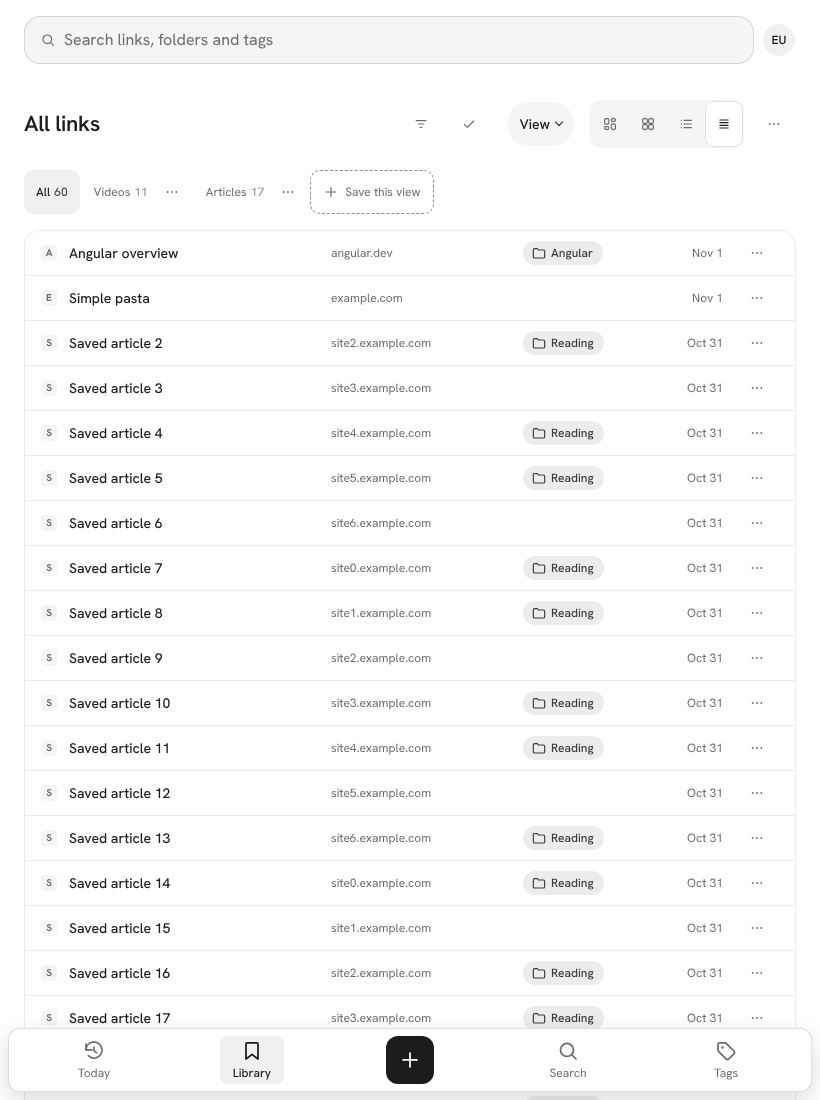 Search links, folders and tags
EU
All links
View
All 60
Videos 11
Articles 17
Save this view
A Angular overview angular.dev Angular Nov 1
E Simple pasta example.com Nov 1
S Saved article 2 site2.example.com Reading Oct 31
S Saved article 3 site3.example.com Oct 31
S Saved article 4 site4.example.com Reading Oct 31
S Saved article 5 site5.example.com Reading Oct 31
S Saved article 6 site6.example.com Oct 31
S Saved article 7 site0.example.com Reading Oct 31
S Saved article 8 site1.example.com Reading Oct 31
S Saved article 9 site2.example.com Oct 31
S Saved article 10 site3.example.com Reading Oct 31
S Saved article 11 site4.example.com Reading Oct 31
S Saved article 12 site5.example.com Oct 31
S Saved article 13 site6.example.com Reading Oct 31
S Saved article 14 site0.example.com Reading Oct 31
S Saved article 15 site1.example.com Oct 31
S Saved article 16 site2.example.com Reading Oct 31
S Saved article 17 site3.example.com Reading Oct 31
Today
Library
Search
Tags